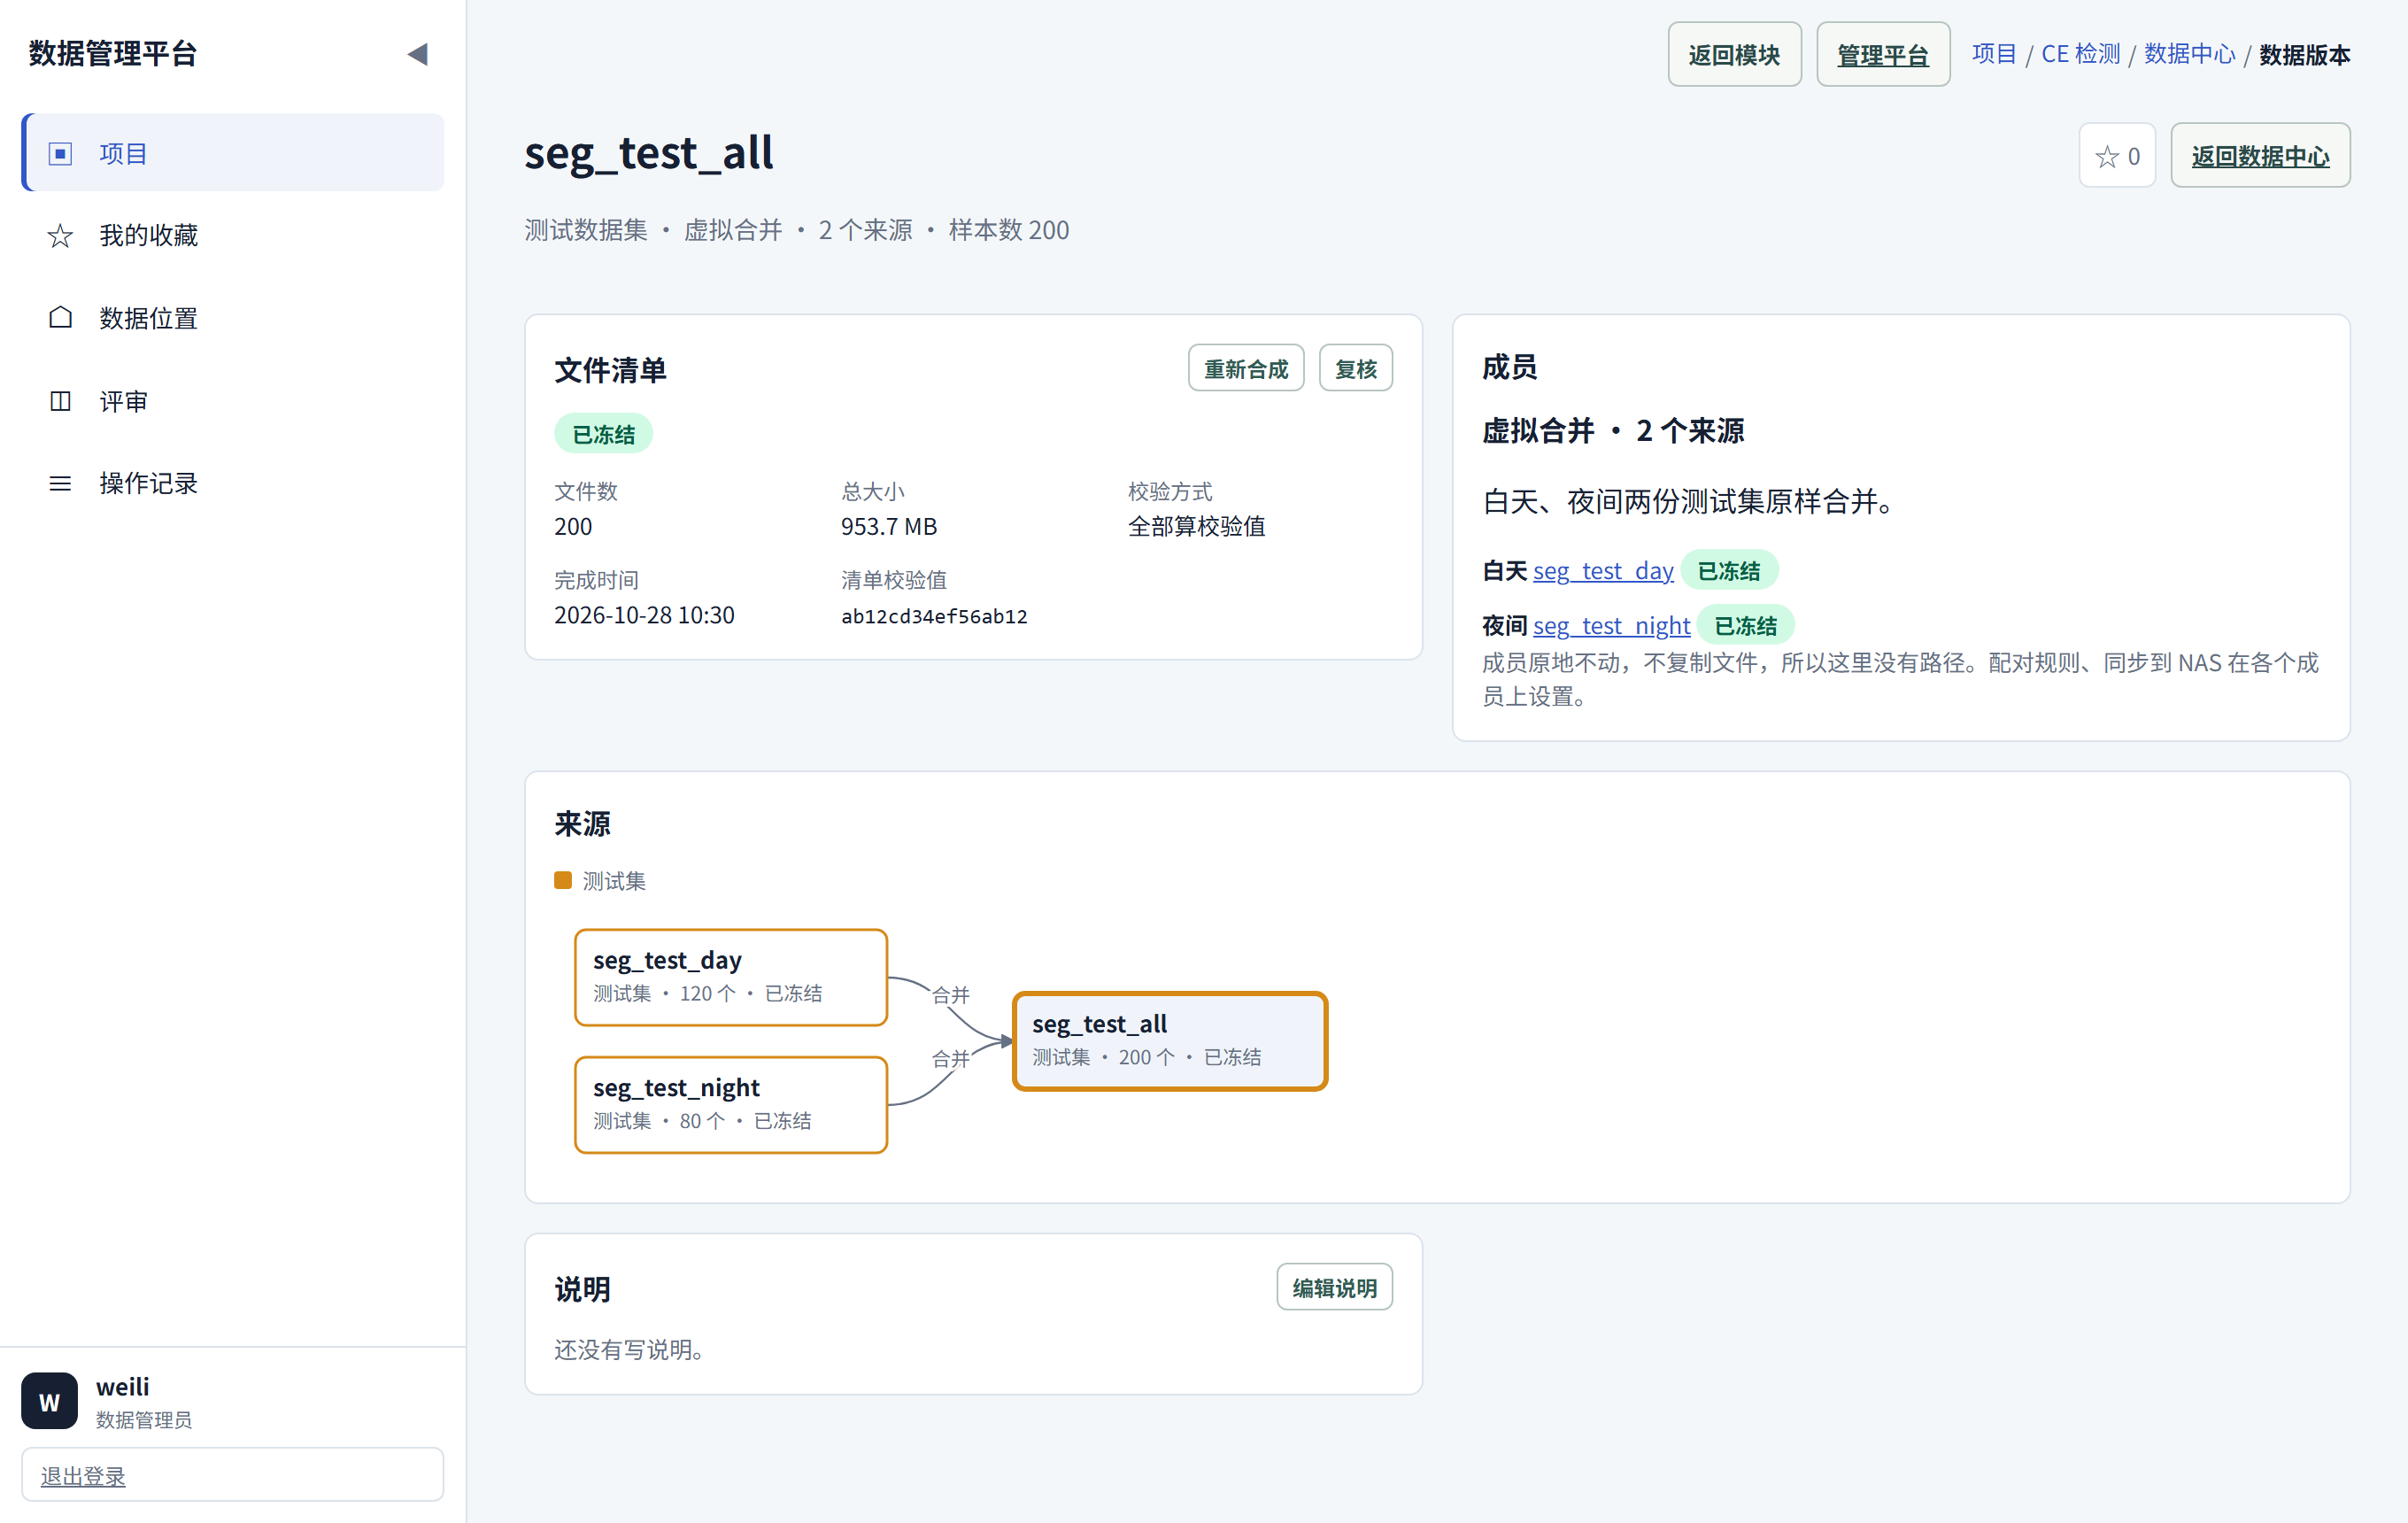 数据管理平台
项目
我的收藏
数据位置
评审
操作记录
W
weili
数据管理员
退出登录
返回模块
管理平台
项目 / CE 检测 / 数据中心 / 数据版本
seg_test_all
☆ 0
返回数据中心
测试数据集 · 虚拟合并 · 2 个来源 · 样本数 200
文件清单
重新合成
复核
已冻结
文件数
总大小
校验方式
200
953.7 MB
全部算校验值
完成时间
清单校验值
2026-10-28 10:30
ab12cd34ef56ab12
成员
虚拟合并 · 2 个来源
白天、夜间两份测试集原样合并。
白天 seg_test_day 已冻结
夜间 seg_test_night 已冻结
成员原地不动，不复制文件，所以这里没有路径。配对规则、同步到 NAS 在各个成
员上设置。
来源
测试集
seg_test_day
测试集 · 120 个 · 已冻结
合并
seg_test_all
测试集 · 200 个 · 已冻结
合并
seg_test_night
测试集 · 80 个 · 已冻结
说明
编辑说明
还没有写说明。